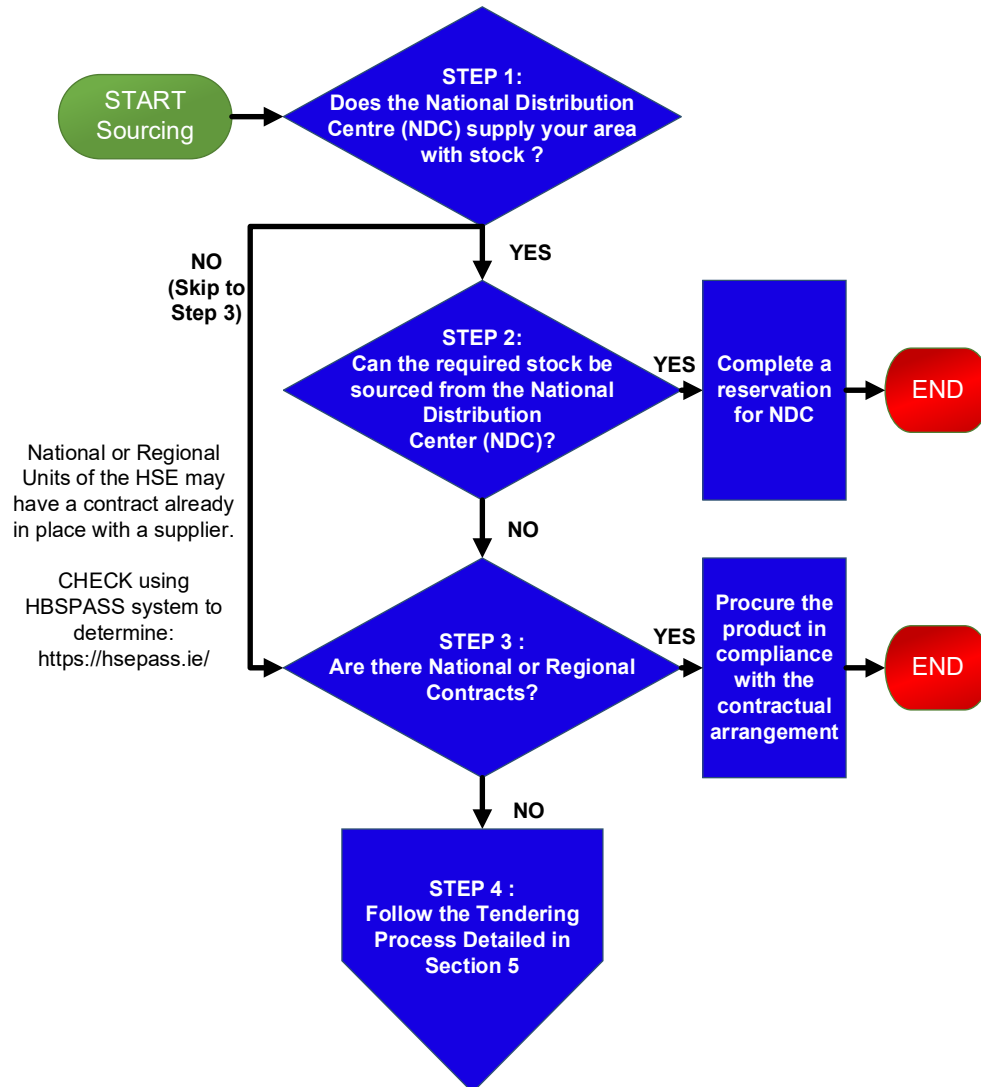 START
Sourcing
STEP 1:
Does the National Distribution
Centre (NDC) supply your area
with stock ?
NO
(Skip to
Step 3)
YES
STEP 2:
Can the required stock be
sourced from the National
Distribution
Center (NDC)?
YES
Complete a
reservation
for NDC
END
National or Regional
Units of the HSE may
have a contract already
in place with a supplier.
CHECK using
HBSPASS system to
determine:
https://hsepass.ie/
NO
STEP 3 :
Are there National or Regional
Contracts?
YES
Procure the
product in
compliance
with the
contractual
arrangement
END
NO
STEP 4 :
Follow the Tendering
Process Detailed in
Section 5